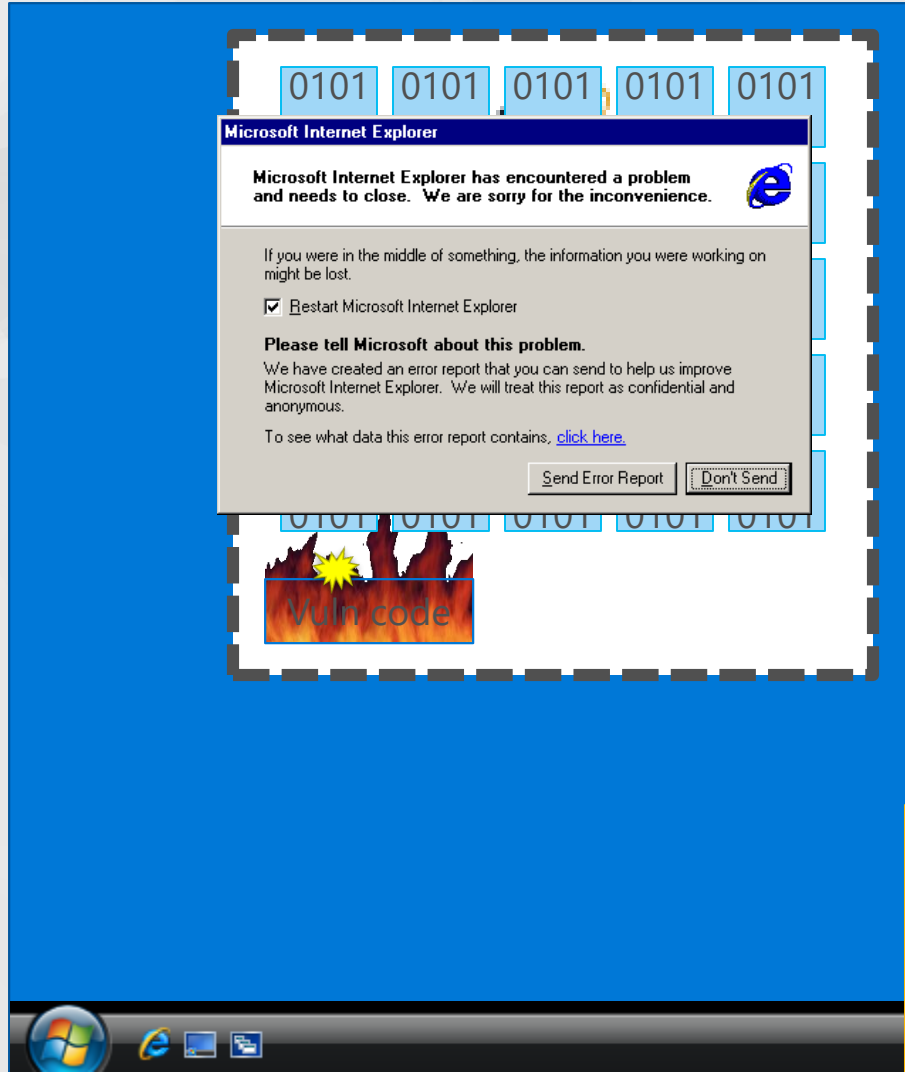 0101 0101 0101 0101 0101
Microsoft Internet Explorer
Microsoft Internet Explorer has encountered a problem
and needs to close.  We are sorry for the inconvenience.
If you were in the middle of something, the information you were working on
might be lost.
Restart Microsoft Internet Explorer
Please tell Microsoft about this problem.
We have created an error report that you can send to help us improve
Microsoft Internet Explorer.  We will treat this report as confidential and
anonymous.
To see what data this error report contains, click here.
Send Error Report Don't Send
0101 0101 0101 0101 0101
Vuln code